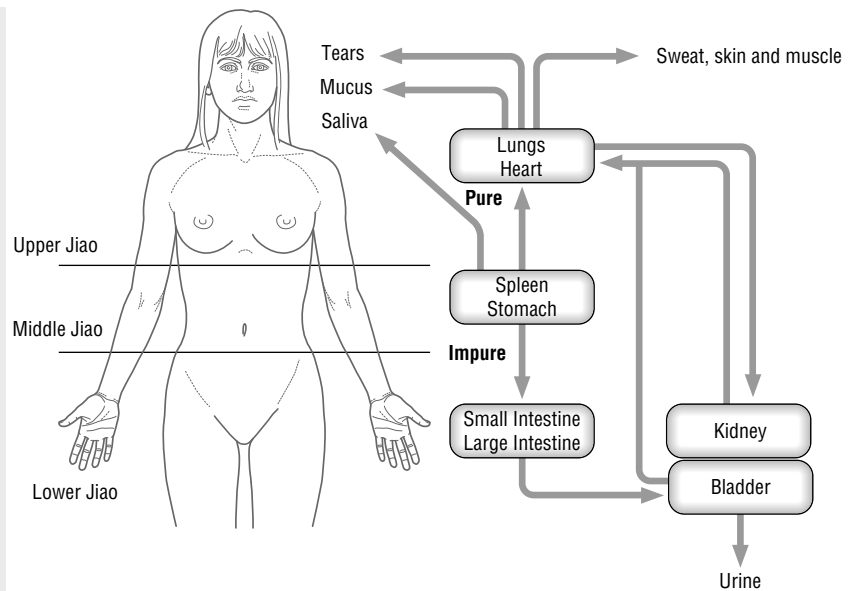 Tears
Mucus
Saliva
Sweat, skin and muscle
Lungs
Heart
Pure
Upper Jiao
Spleen
Stomach
Middle Jiao
Impure
Small Intestine
Large Intestine
Kidney
Bladder
Lower Jiao
Urine